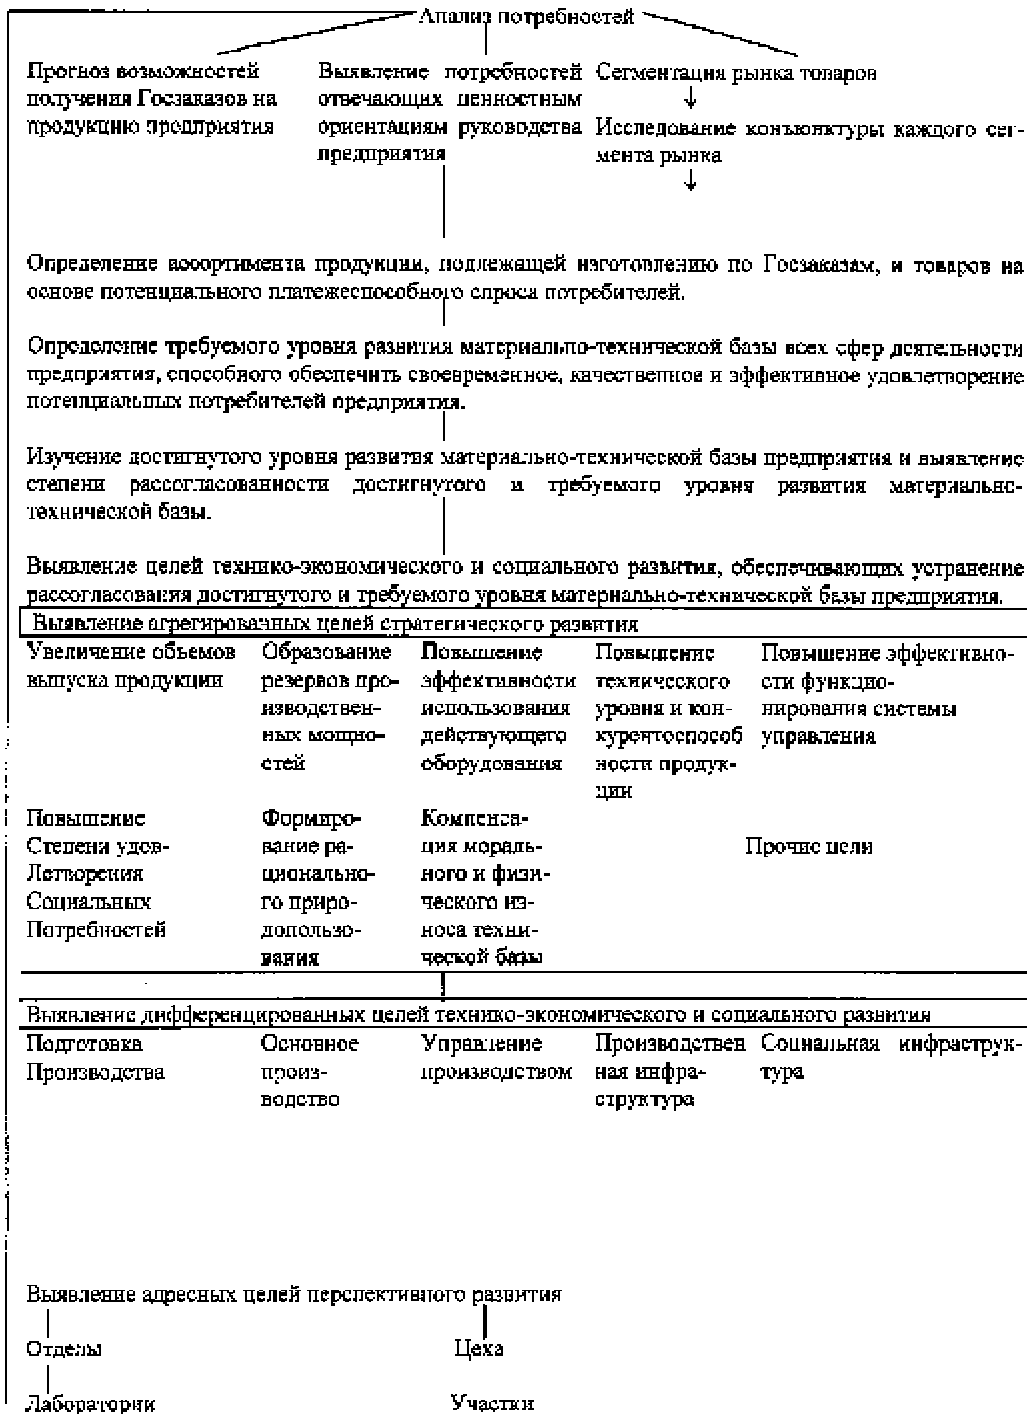 Анализ потребностей
Прогноз возможностей
получения Госзаказов на
продукцию предприятия
Выявление потребностей
отвечающих ценностным
ориентациям руководства
предприятия
Сегментация рынка товаров
Исследование конъюнктуры каждого сег-
мента рынка
Определение ассортимента продукции, подлежащей изготовлению по Госзаказам, и товаров на
основе потенциального платежеспособного спроса потребителей.
Определение требуемого уровня развития материально-технической базы всех сфер деятельности
предприятия, способного обеспечить своевременное, качественное и эффективное удовлетворение
потенциальных потребителей предприятия.
Изучение достигнутого уровня развития материально-технической базы предприятия и выявление
степени рассогласованности достигнутого и требуемого уровня развития материально-
технической базы.
Выявление целей технико-экономического и социального развития, обеспечивающих устранение
рассогласования достигнутого и требуемого уровня материально-технической базы предприятия.
Выявление агрегированных целей стратегического развития
Увеличение объемов
выпуска продукции
Образование
резервов про-
изводствен-
ных мощно-
стей
Повышение
эффективности
использования
действующего
оборудования
Повышение
технического
уровня и кон-
курентоспособ
ности продук-
ции
Повышение эффективно-
сти функцио-
нирования системы
управления
Повышение
Степени удов-
Летворения
Социальных
Потребностей
Формиро-
вание ра-
ционально-
го приро-
допользо-
вания
Компенса-
ция мораль-
ного и физи-
ческого из-
носа техни-
ческой базы
Прочие цели
Выявление дифференцированных целей технико-экономического и социального развития
Подготовка
Производства
Основное
произ-
водство
Управление
производством
Производствен
ная инфра-
структура
Социальная инфраструк-
тура
Выявление адресных целей перспективного развития
Отделы
Цеха
Лаборатории
Участки